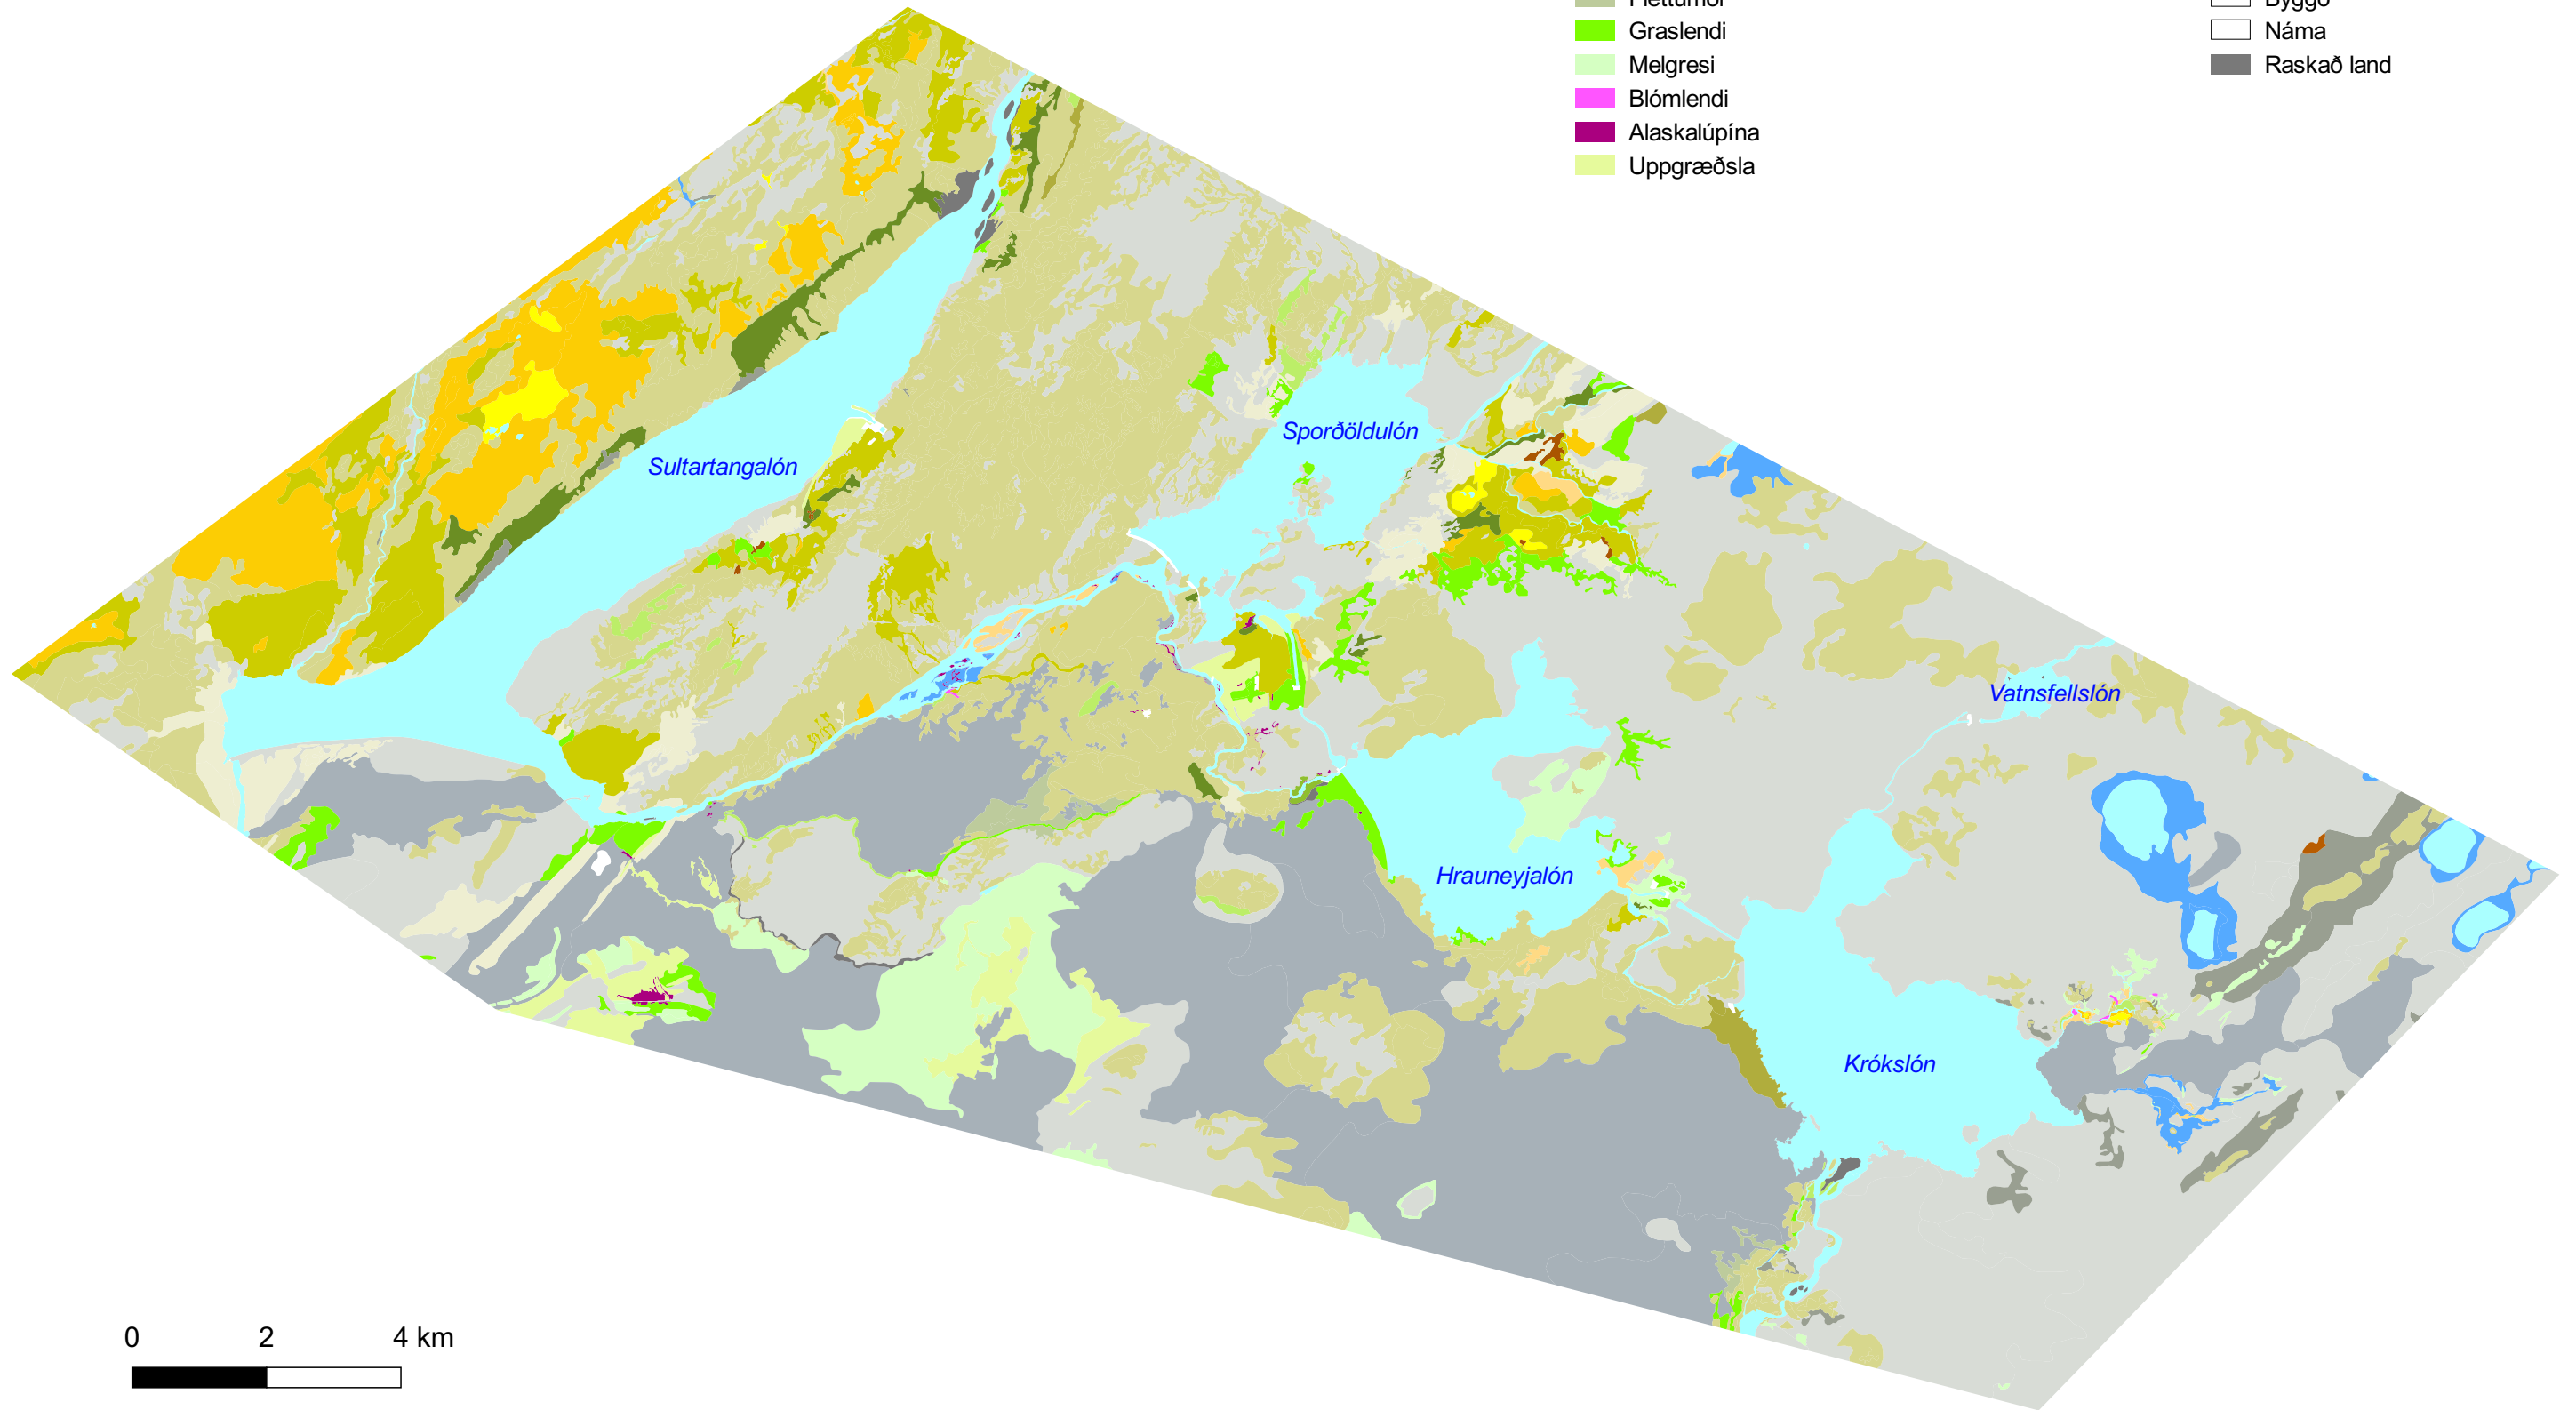 Graslendi
Melgresi
Blómlendi
Alaskalúpína
Uppgræðsla
Náma
Raskað land
Sporðöldulón
Sultartangalón
Vatnsfellslón
Hrauneyjalón
Krókslón
0 2 4 km